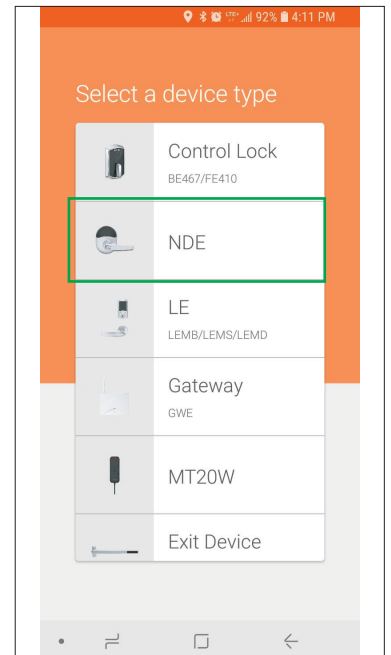 LTE+ 92% 4:11 PM
Select a device type
Control Lock
BE467/FE410
NDE
LE
LEMB/LEMS/LEMD
Gateway
GWE
MT20W
Exit Device